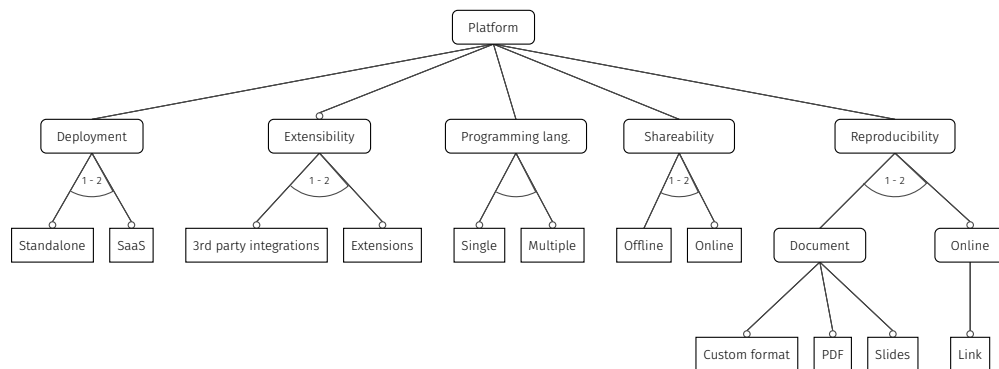 Platform
Deployment
Extensibility
Programming lang.
Shareability
Reproducibility
1 - 2
1 - 2
1 - 2
1 - 2
Standalone
SaaS
3rd party integrations
Extensions
Single
Multiple
Offline
Online
Document
Online
Custom format
PDF
Slides
Link